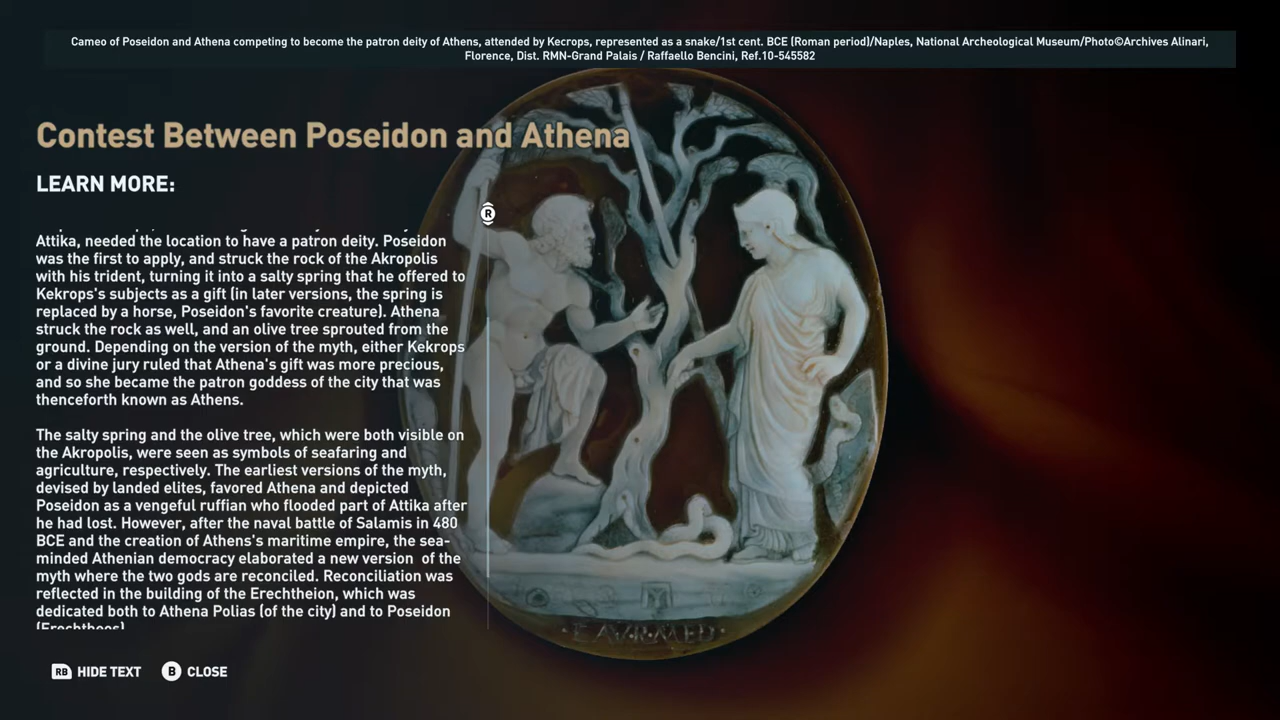 Cameo of Poseidon and Athena competing to become the patron deity of Athens, attended by Kecrops, represented as a snake/1st cent. BCE (Roman period)/Naples, National Archeological Museum/Photo©Archives Alinari,
Florence, Dist. RMN-Grand Palais / Raffaello Bencini, Ref.10-545582
Contest Between Poseidon and Athena
LEARN MORE:
R
Attika, needed the location to have a patron deity. Poseidon
was the first to apply, and struck the rock of the Akropolis
with his trident, turning it into a salty spring that he offered to
Kekrops's subjects as a gift (in later versions, the spring is
replaced by a horse, Poseidon's favorite creature). Athena
struck the rock as well, and an olive tree sprouted from the
ground. Depending on the version of the myth, either Kekrops
or a divine jury ruled that Athena's gift was more precious,
and so she became the patron goddess of the city that was
thenceforth known as Athens.
The salty spring and the olive tree, which were both visible on
the Akropolis, were seen as symbols of seafaring and
agriculture, respectively. The earliest versions of the myth,
devised by landed elites, favored Athena and depicted
Poseidon as a vengeful ruffian who flooded part of Attika after
he had lost. However, after the naval battle of Salamis in 480
BCE and the creation of Athens's maritime empire, the sea-
minded Athenian democracy elaborated a new version of the
myth where the two gods are reconciled. Reconciliation was
reflected in the building of the Erechtheion, which was
dedicated both to Athena Polias (of the city) and to Poseidon
(Erechtheos).
RB HIDE TEXT B CLOSE